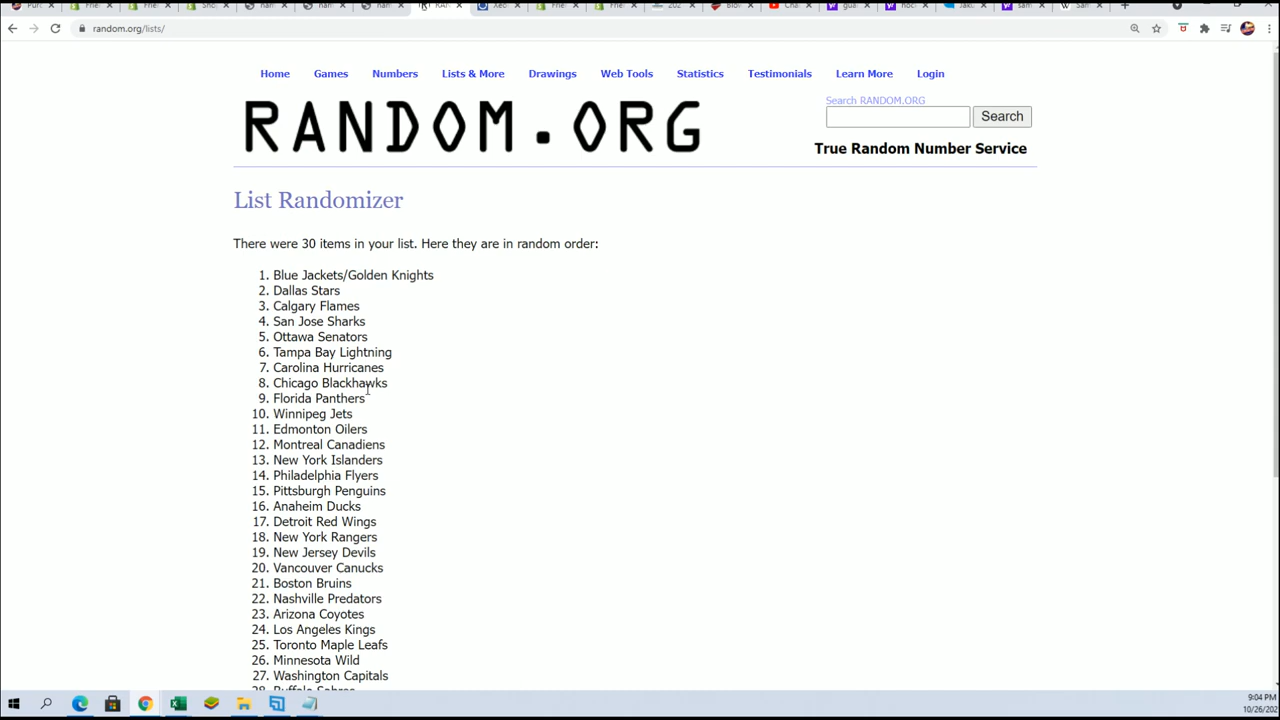 random.org/lists/
Home Games Numbers Lists & More Drawings Web Tools Statistics Testimonials Learn More Login
RANDOM.ORG
Search RANDOM.ORG
Search
True Random Number Service
List Randomizer
There were 30 items in your list. Here they are in random order:
1. Blue Jackets/Golden Knights
2. Dallas Stars
3. Calgary Flames
4. San Jose Sharks
5. Ottawa Senators
6. Tampa Bay Lightning
7. Carolina Hurricanes
8. Chicago Blackhawks
9. Florida Panthers
10. Winnipeg Jets
11. Edmonton Oilers
12. Montreal Canadiens
13. New York Islanders
14. Philadelphia Flyers
15. Pittsburgh Penguins
16. Anaheim Ducks
17. Detroit Red Wings
18. New York Rangers
19. New Jersey Devils
20. Vancouver Canucks
21. Boston Bruins
22. Nashville Predators
23. Arizona Coyotes
24. Los Angeles Kings
25. Toronto Maple Leafs
26. Minnesota Wild
27. Washington Capitals
28. Buffalo Sabres
9:04 PM
10/26/202